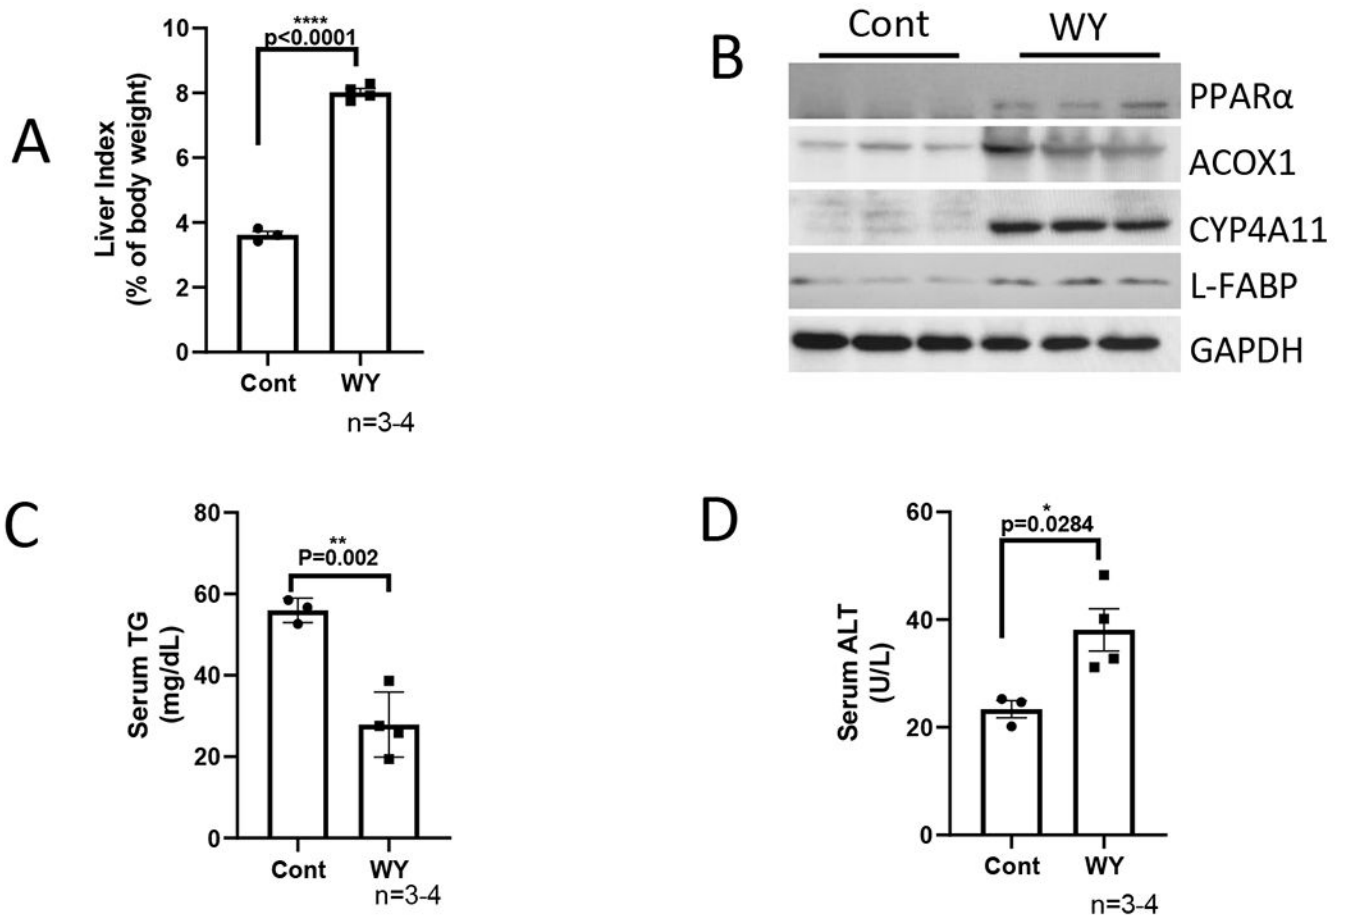 A
Liver Index
(% of body weight)
10
8
6
4
2
0
****
p<0.0001
Cont WY
n=3-4
B
Cont WY
PPARα
ACOX1
CYP4A11
L-FABP
GAPDH
C
Serum TG
(mg/dL)
80
60
40
20
0
**
P=0.002
Cont WY
n=3-4
D
Serum ALT
(U/L)
60
40
20
0
*
p=0.0284
Cont WY
n=3-4